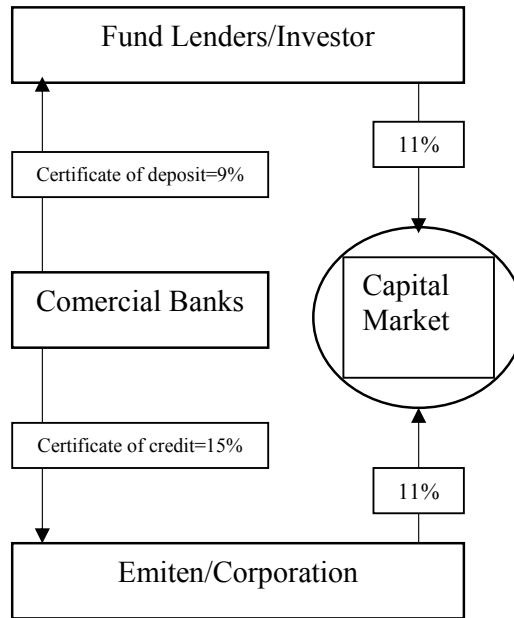 Fund Lenders/Investor
11%
Certificate of deposit=9%
Comercial Banks
Capital
Market
Certificate of credit=15%
11%
Emiten/Corporation